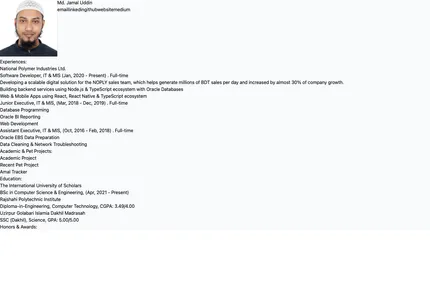 Md. Jamal Uddin
emaillinkedingithubwebsitemedium
Experiences:
National Polymer Industries Ltd.
Software Developer, IT & MIS (Jan, 2020 - Present) . Full-time
Developing a scalable digital solution for the NOPLY sales team, which helps generate millions of BDT sales per day and increased by almost 30% of company growth.
Building backend services using Node.js & TypeScript ecosystem with Oracle Databases
Web & Mobile Apps using React, React Native & TypeScript ecosystem
Junior Executive, IT & MIS, (Mar, 2018 - Dec, 2019) . Full-time
Database Programming
Oracle BI Reporting
Web Development
Assistant Executive, IT & MIS, (Oct, 2016 - Feb, 2018) . Full-time
Oracle EBS Data Preparation
Data Cleaning & Network Troubleshooting
Academic & Pet Projects:
Academic Project
Recent Pet Project
Amal Tracker
Education:
The International University of Scholars
BSc in Computer Science & Engineering, (Apr, 2021 - Present)
Rajshahi Polytechnic Institute
Diploma-in-Engineering, Computer Technology, CGPA: 3.49/4.00
Uzirpur Golabari Islamia Dakhil Madrasah
SSC (Dakhil), Science, GPA: 5.00/5.00
Honors & Awards: